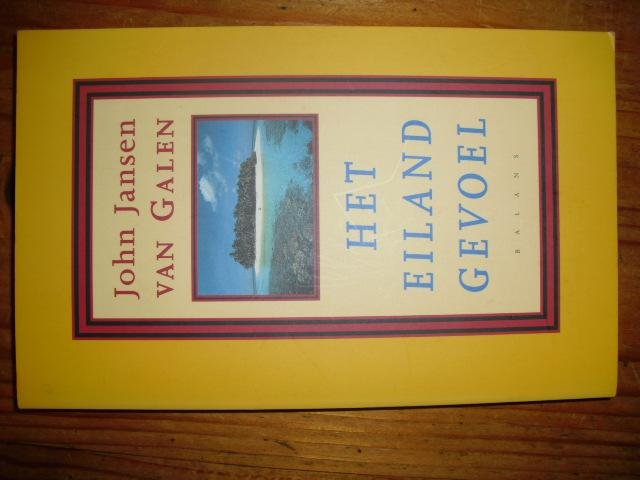 John Jansen
VAN GALEN
HET
EILAND
GEVOEL
BALANS